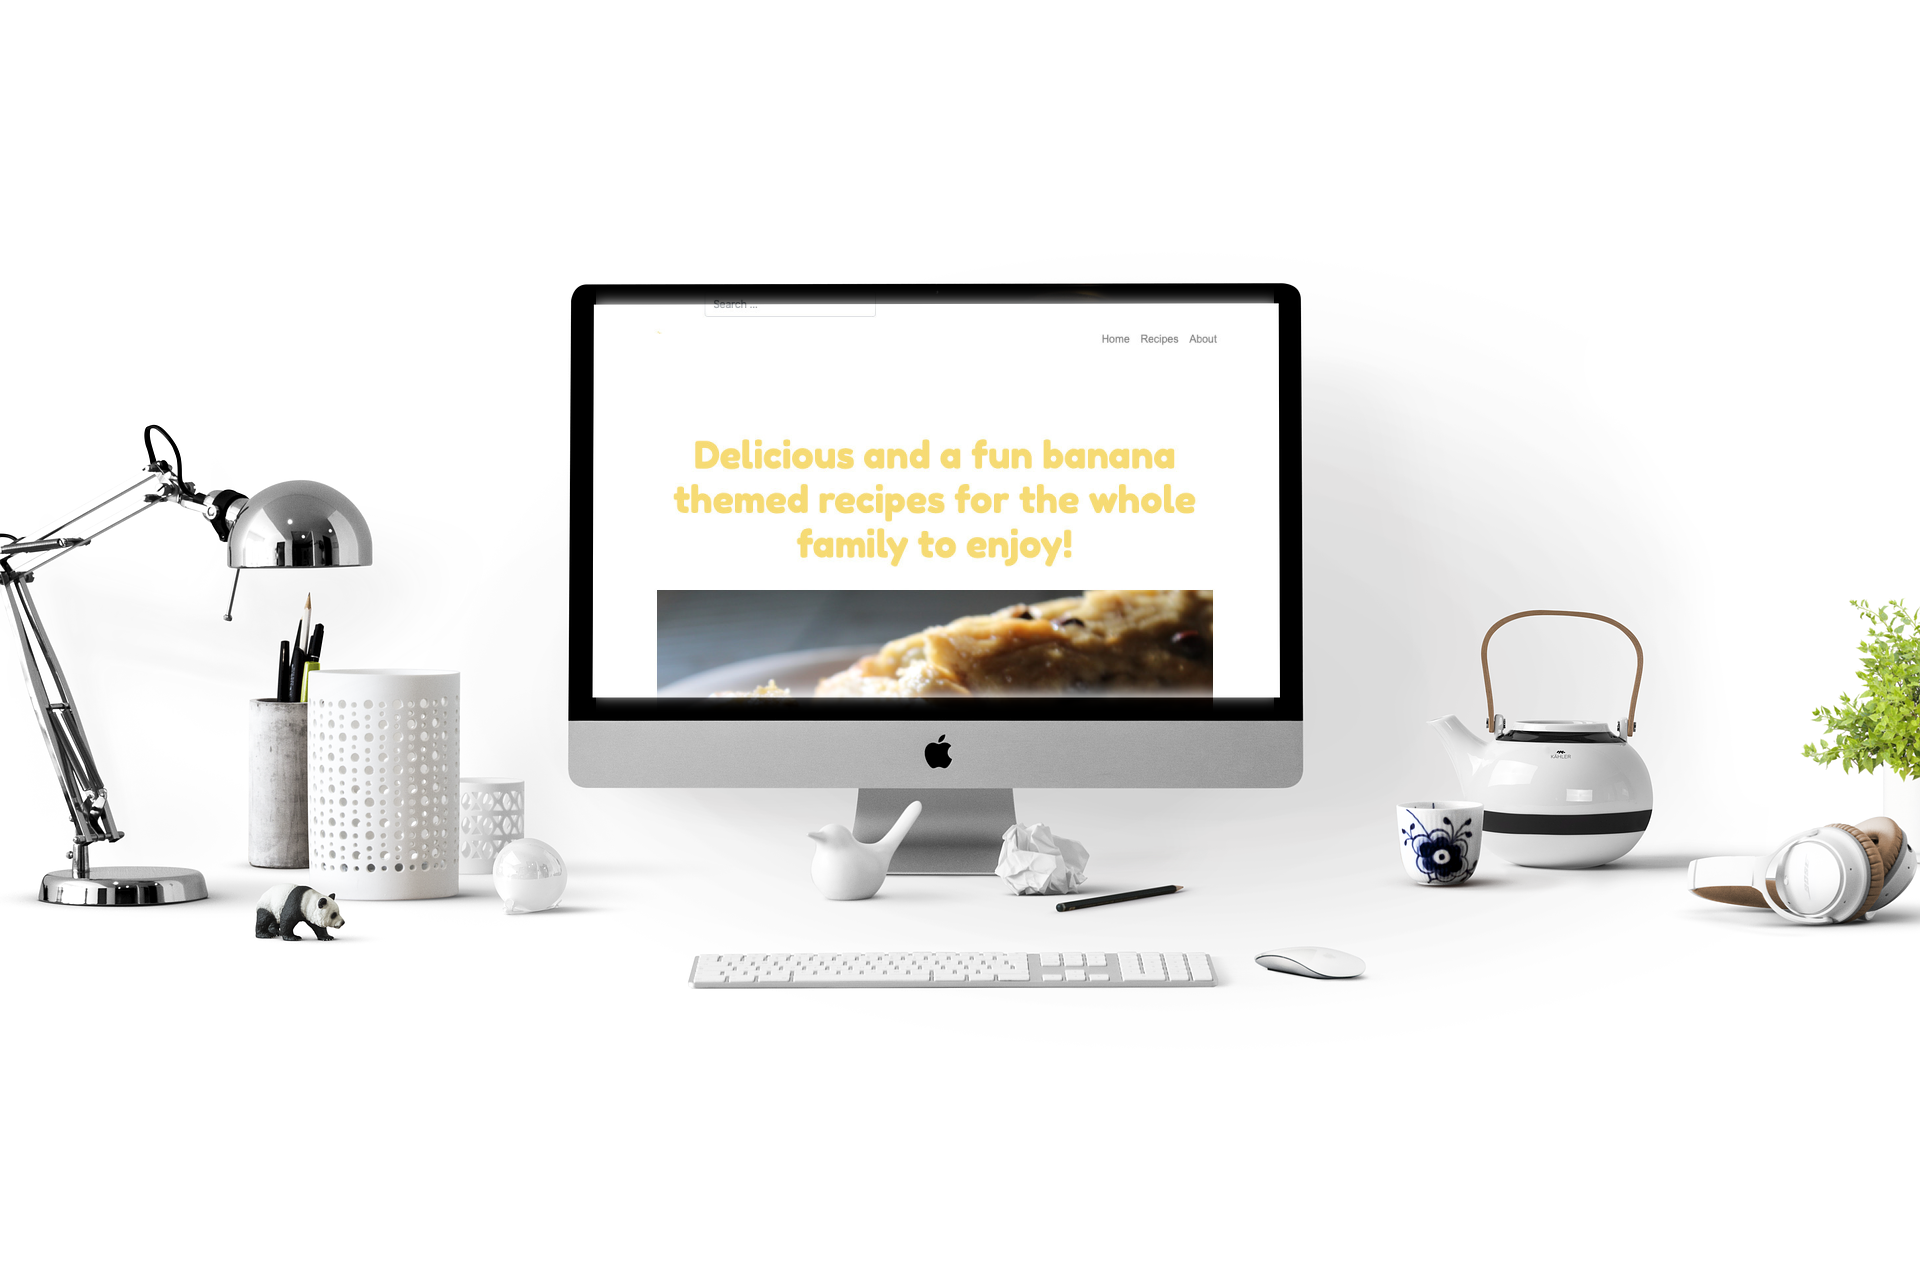 Search ...
Home Recipes About
Delicious and a fun banana
themed recipes for the whole
family to enjoy!
KÄHLER